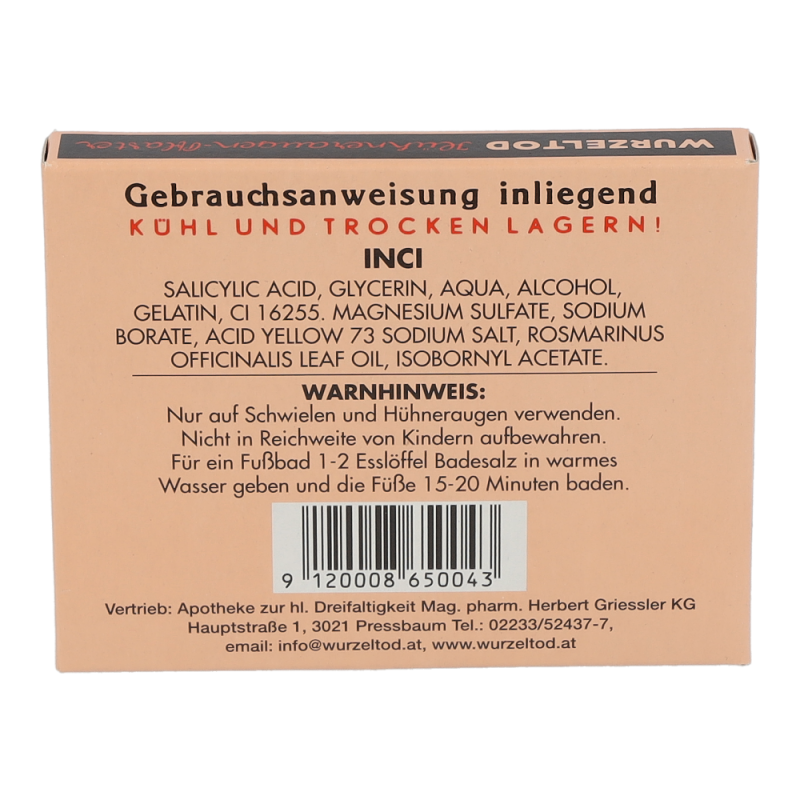 WURZELTOD Hühneraugen-Pflaster
Gebrauchsanweisung inliegend
KÜHL UND TROCKEN LAGERN!
INCI
SALICYLIC ACID, GLYCERIN, AQUA, ALCOHOL,
GELATIN, CI 16255. MAGNESIUM SULFATE, SODIUM
BORATE, ACID YELLOW 73 SODIUM SALT, ROSMARINUS
OFFICINALIS LEAF OIL, ISOBORNYL ACETATE.
WARNHINWEIS:
Nur auf Schwielen und Hühneraugen verwenden.
Nicht in Reichweite von Kindern aufbewahren.
Für ein Fußbad 1-2 Esslöffel Badesalz in warmes
Wasser geben und die Füße 15-20 Minuten baden.
9 120008 650043
Vertrieb: Apotheke zur hl. Dreifaltigkeit Mag. pharm. Herbert Griessler KG
Hauptstraße 1, 3021 Pressbaum Tel.: 02233/52437-7,
email: info@wurzeltod.at, www.wurzeltod.at